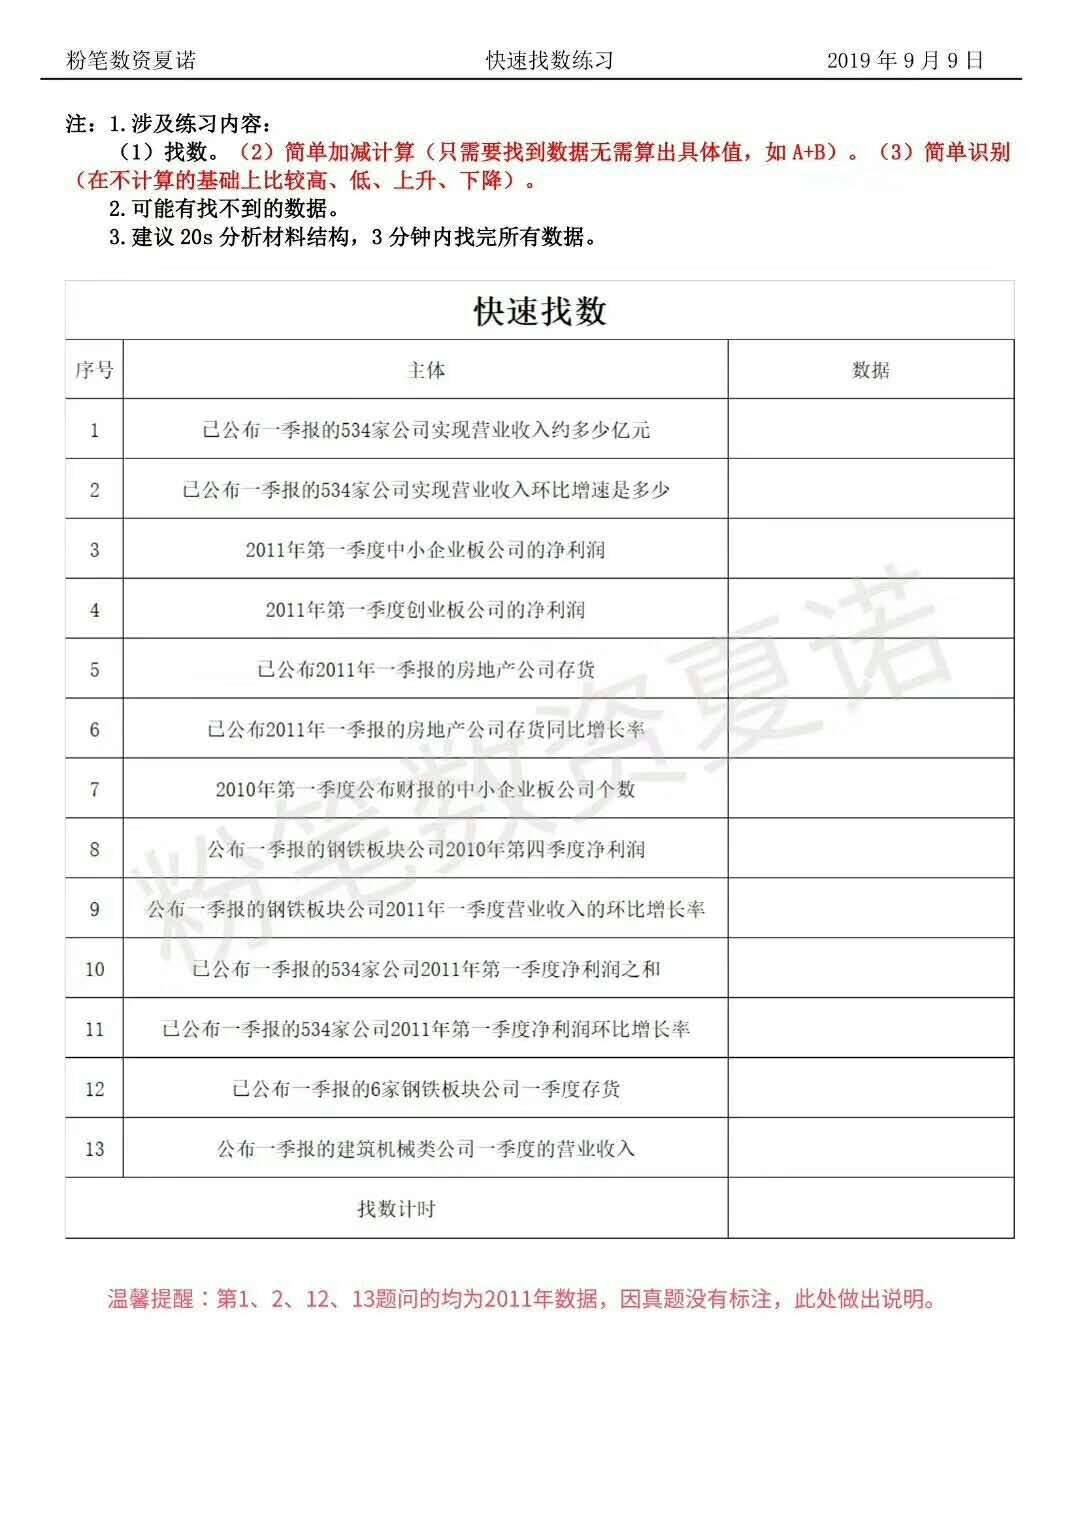 粉笔数资夏诺 快速找数练习 2019 年 9 月 9 日
注：1.涉及练习内容：
（1）找数。（2）简单加减计算（只需要找到数据无需算出具体值，如 A+B）。（3）简单识别
（在不计算的基础上比较高、低、上升、下降）。
2.可能有找不到的数据。
3.建议 20s 分析材料结构，3 分钟内找完所有数据。
快速找数
序号 主体 数据
1 已公布一季报的534家公司实现营业收入约多少亿元
2 已公布一季报的534家公司实现营业收入环比增速是多少
3 2011年第一季度中小企业板公司的净利润
4 2011年第一季度创业板公司的净利润
5 已公布2011年一季报的房地产公司存货
6 已公布2011年一季报的房地产公司存货同比增长率
7 2010年第一季度公布财报的中小企业板公司个数
8 公布一季报的钢铁板块公司2010年第四季度净利润
9 公布一季报的钢铁板块公司2011年一季度营业收入的环比增长率
10 已公布一季报的534家公司2011年第一季度净利润之和
11 已公布一季报的534家公司2011年第一季度净利润环比增长率
12 已公布一季报的6家钢铁板块公司一季度存货
13 公布一季报的建筑机械类公司一季度的营业收入
找数计时
粉笔数资夏诺
温馨提醒：第1、2、12、13题问的均为2011年数据，因真题没有标注，此处做出说明。